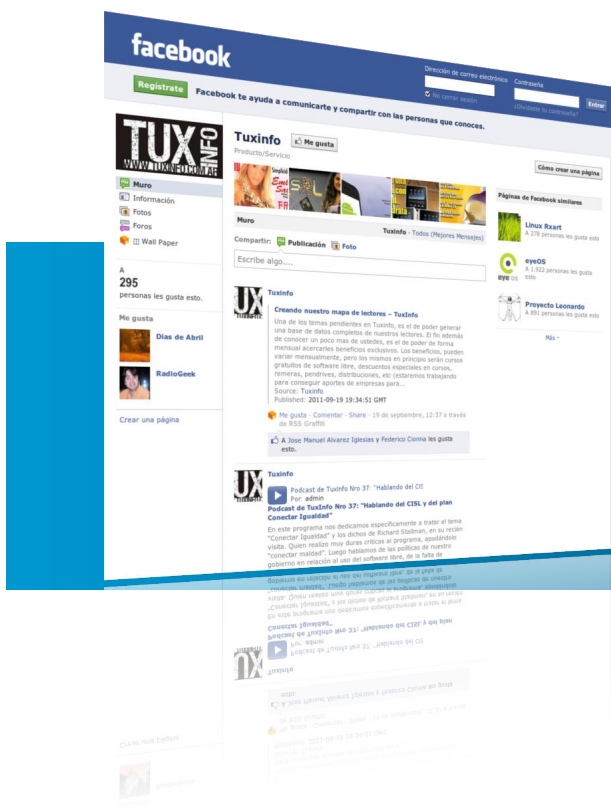 facebook
Dirección de correo electrónico
Contraseña
No cerrar sesión
¿Olvidaste tu contraseña?
Entrar
Regístrate
Facebook te ayuda a comunicarte y compartir con las personas que conoces.
TUX INFO
WWW.TUXINFO.COM.AR
Muro
Información
Fotos
Foros
Wall Paper
A
295
personas les gusta esto.
Me gusta
Dias de Abril
RadioGeek
Crear una página
Tuxinfo
Me gusta
Producto/Servicio
Muro
Tuxinfo · Todos (Mejores Mensajes)
Compartir: Publicación Foto
Escribe algo....
Tuxinfo
Creando nuestro mapa de lectores – TuxInfo
Una de los temas pendientes en Tuxinfo, es el de poder generar
una base de datos completos de nuestros lectores. El fin además
de conocer un poco mas de ustedes, es el de poder de forma
mensual acercarles beneficios exclusivos. Los beneficios, pueden
variar mensualmente, pero los mismos en principio serán cursos
gratuitos de software libre, descuentos especiales en cursos,
remeras, pendrives, distribuciones, etc (estaremos trabajando
para conseguir aportes de empresas para...
Source: Tuxinfo
Published: 2011-09-19 19:34:51 GMT
Me gusta · Comentar · Share · 19 de septiembre, 12:37 a través
de RSS Graffiti
A Jose Manuel Alvarez Iglesias y Federico Cionna les gusta
esto.
Tuxinfo
Podcast de TuxInfo Nro 37: "Hablando del CIS
Por: admin
Podcast de TuxInfo Nro 37: "Hablando del CISL y del plan
Conectar Igualdad"
En este programa nos dedicamos específicamente a tratar el tema
"Conectar Igualdad" y los dichos de Richard Stallman, en su recién
visita. Quien realizo muy duras críticas al programa, apodándolo
"conectar maldad". Luego hablamos de las políticas de nuestro
gobierno en relación al uso del software libre, de la falta de
Cómo crear una página
Páginas de Facebook similares
Linux Rxart
A 278 personas les gusta esto
eyeOS
A 1.922 personas les gusta
esto
Proyecto Leonardo
A 891 personas les gusta esto
Más